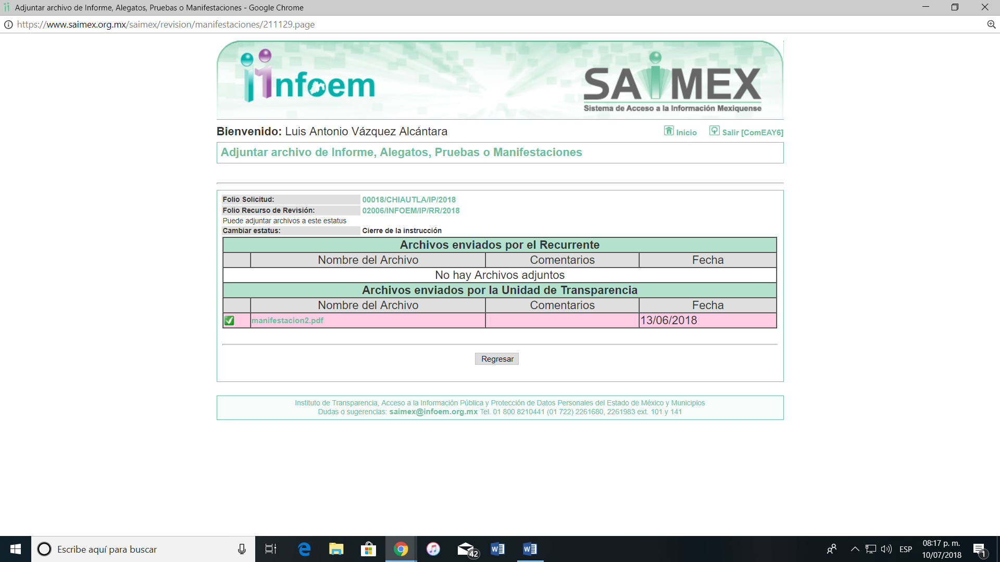 Adjuntar archivo de Informe, Alegatos, Pruebas o Manifestaciones - Google Chrome
https://www.saimex.org.mx/saimex/revision/manifestaciones/211129.page
infoem
SAIMEX
Sistema de Acceso a la Información Mexiquense
Bienvenido: Luis Antonio Vázquez Alcántara
Inicio
Salir [ComEAY6]
Adjuntar archivo de Informe, Alegatos, Pruebas o Manifestaciones
Folio Solicitud: 00018/CHIAUTLA/IP/2018
Folio Recurso de Revisión: 02006/INFOEM/IP/RR/2018
Puede adjuntar archivos a este estatus
Cambiar estatus: Cierre de la instrucción
Archivos enviados por el Recurrente
Nombre del Archivo Comentarios Fecha
No hay Archivos adjuntos
Archivos enviados por la Unidad de Transparencia
Nombre del Archivo Comentarios Fecha
manifestacion2.pdf 13/06/2018
Regresar
Instituto de Transparencia, Acceso a la Información Pública y Protección de Datos Personales del Estado de México y Municipios
Dudas o sugerencias: saimex@infoem.org.mx Tel. 01 800 8210441 (01 722) 2261680, 2261983 ext. 101 y 141
Escribe aquí para buscar
42
ESP
08:17 p. m.
10/07/2018
1